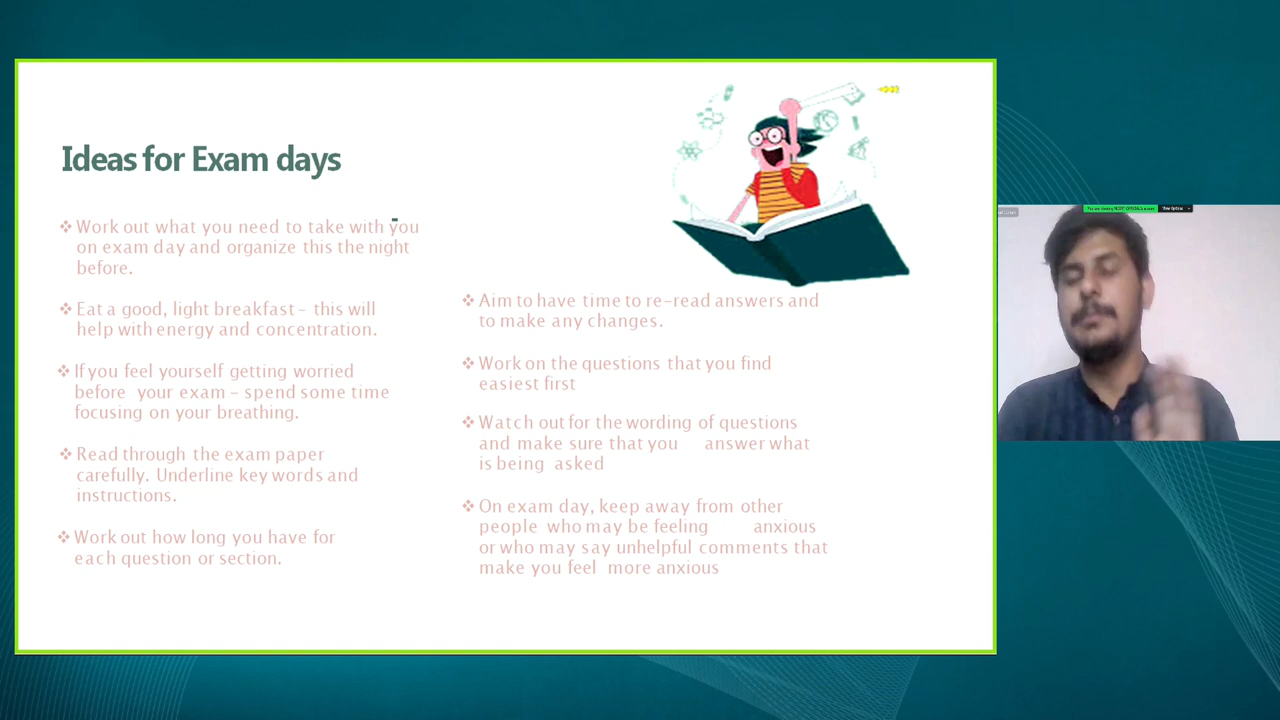 Ideas for Exam days
❖ Work out what you need to take with you
on exam day and organize this the night
before.
❖ Eat a good, light breakfast – this will
help with energy and concentration.
❖ If you feel yourself getting worried
before your exam – spend some time
focusing on your breathing.
❖ Read through the exam paper
carefully. Underline key words and
instructions.
❖ Work out how long you have for
each question or section.
❖ Aim to have time to re-read answers and
to make any changes.
❖ Work on the questions that you find
easiest first
❖ Watch out for the wording of questions
and make sure that you answer what
is being asked
❖ On exam day, keep away from other
people who may be feeling anxious
or who may say unhelpful comments that
make you feel more anxious